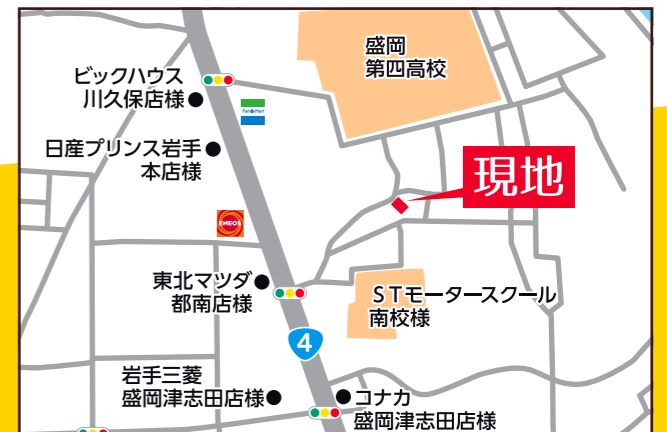 盛岡
第四高校
ビックハウス
川久保店様
FamilyMart
日産プリンス岩手
本店様
現地
ENEOS
東北マツダ
都南店様
STモータースクール
南校様
4
岩手三菱
盛岡津志田店様
コナカ
盛岡津志田店様